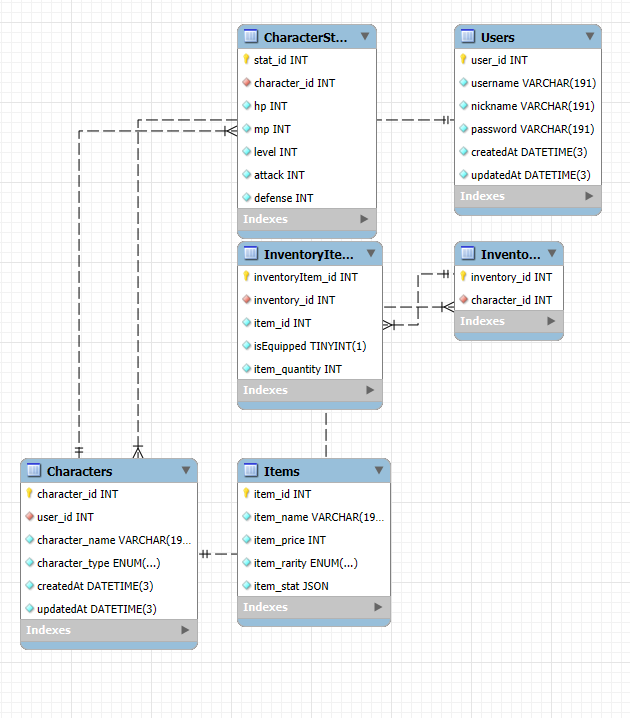 CharacterSt...
stat_id INT
character_id INT
hp INT
mp INT
level INT
attack INT
defense INT
Indexes
Users
user_id INT
username VARCHAR(191)
nickname VARCHAR(191)
password VARCHAR(191)
createdAt DATETIME(3)
updatedAt DATETIME(3)
Indexes
InventoryIte...
inventoryItem_id INT
inventory_id INT
item_id INT
isEquipped TINYINT(1)
item_quantity INT
Indexes
Invento...
inventory_id INT
character_id INT
Indexes
Characters
character_id INT
user_id INT
character_name VARCHAR(19...
character_type ENUM(...)
createdAt DATETIME(3)
updatedAt DATETIME(3)
Indexes
Items
item_id INT
item_name VARCHAR(19...
item_price INT
item_rarity ENUM(...)
item_stat JSON
Indexes